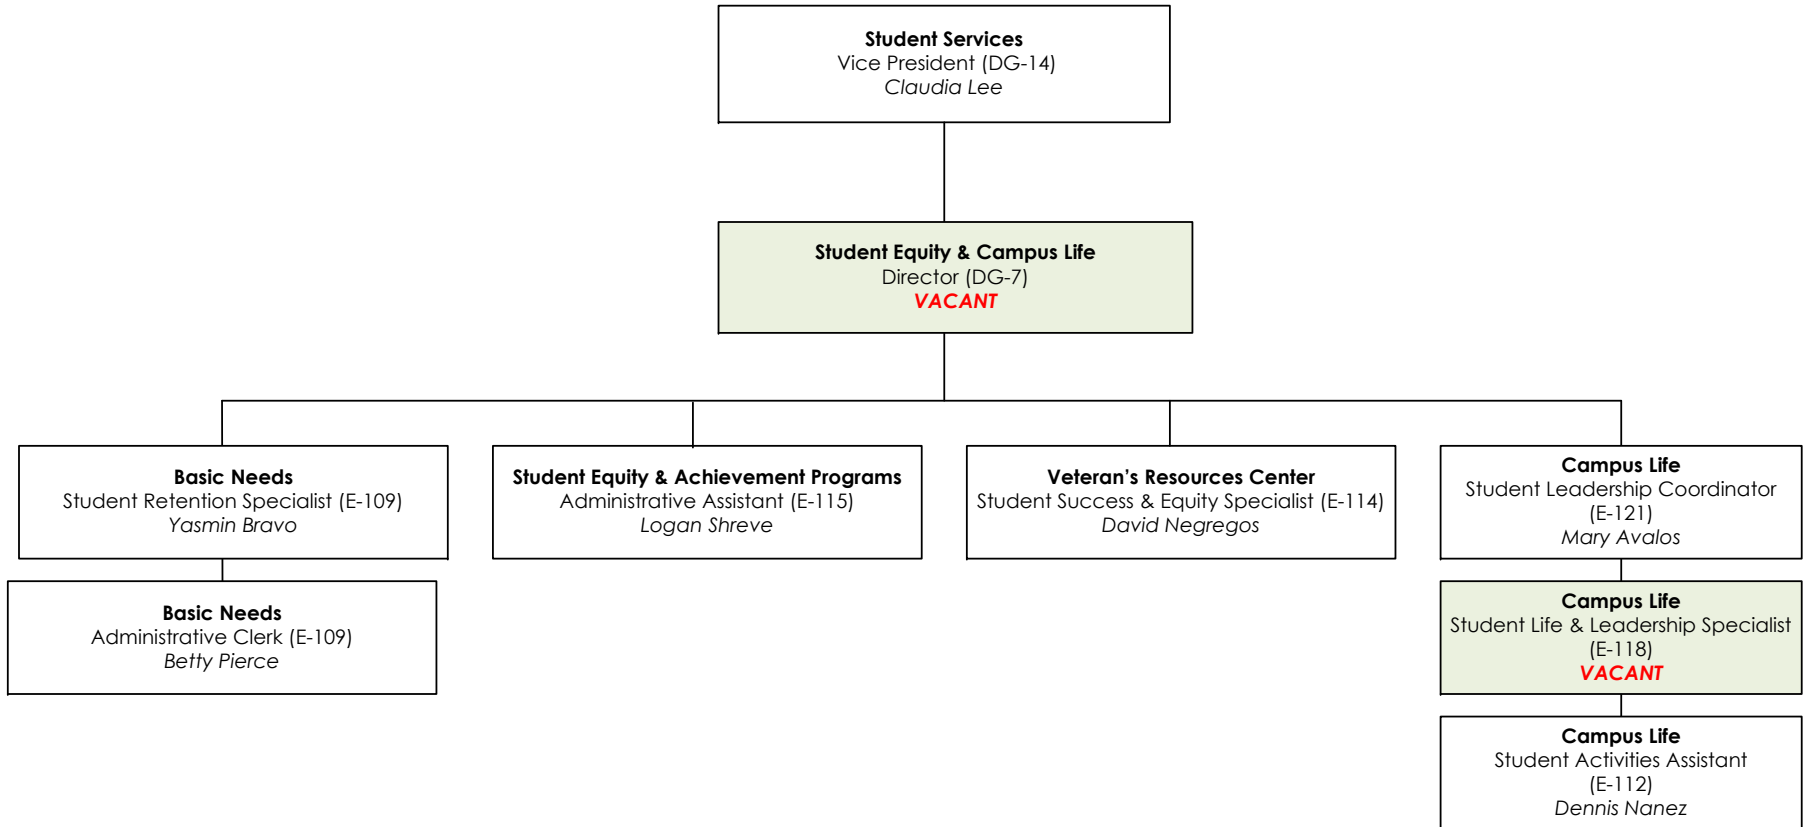 Student Services
Vice President (DG-14)
Claudia Lee
Student Equity & Campus Life
Director (DG-7)
VACANT
Basic Needs
Student Retention Specialist (E-109)
Yasmin Bravo
Student Equity & Achievement Programs
Administrative Assistant (E-115)
Logan Shreve
Veteran’s Resources Center
Student Success & Equity Specialist (E-114)
David Negregos
Campus Life
Student Leadership Coordinator
(E-121)
Mary Avalos
Basic Needs
Administrative Clerk (E-109)
Betty Pierce
Campus Life
Student Life & Leadership Specialist
(E-118)
VACANT
Campus Life
Student Activities Assistant
(E-112)
Dennis Nanez